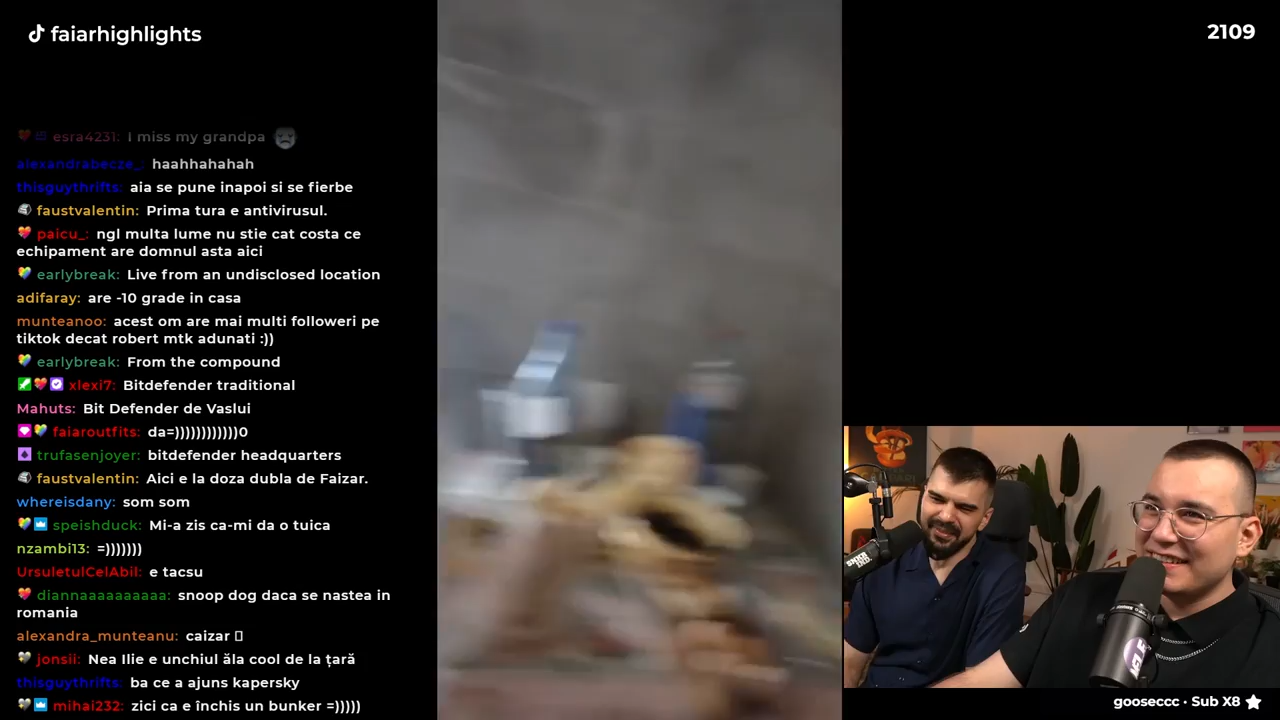 faiarhighlights
2109
esra4231: I miss my grandpa
alexandrabecze_: haahhahahah
thisguythrifts: aia se pune inapoi si se fierbe
faustvalentin: Prima tura e antivirusul.
paicu_: ngl multa lume nu stie cat costa ce
echipament are domnul asta aici
earlybreak: Live from an undisclosed location
adifaray: are -10 grade in casa
munteanoo: acest om are mai multi followeri pe
tiktok decat robert mtk adunati :))
earlybreak: From the compound
xlexi7: Bitdefender traditional
Mahuts: Bit Defender de Vaslui
faiaroutfits: da=))))))))))))0
trufasenjoyer: bitdefender headquarters
faustvalentin: Aici e la doza dubla de Faizar.
whereisdany: som som
speishduck: Mi-a zis ca-mi da o tuica
nzambi13: =)))))))
UrsuletulCelAbil: e tacsu
diannaaaaaaaaaa: snoop dog daca se nastea in
romania
alexandra_munteanu: caizar
jonsii: Nea Ilie e unchiul ăla cool de la țară
thisguythrifts: ba ce a ajuns kapersky
mihai232: zici ca e închis un bunker =)))))
gooseccc · Sub X8